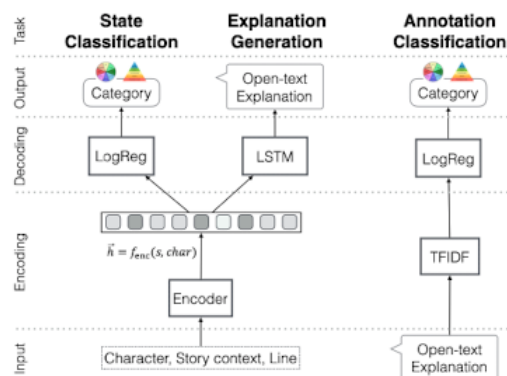 Task
State
Classification
Explanation
Generation
Annotation
Classification
Output
Category
Open-text
Explanation
Category
Decoding
LogReg
LSTM
LogReg
Encoding
h⃗ = f_enc(s, char)
TFIDF
Encoder
Input
Character, Story context, Line
Open-text
Explanation